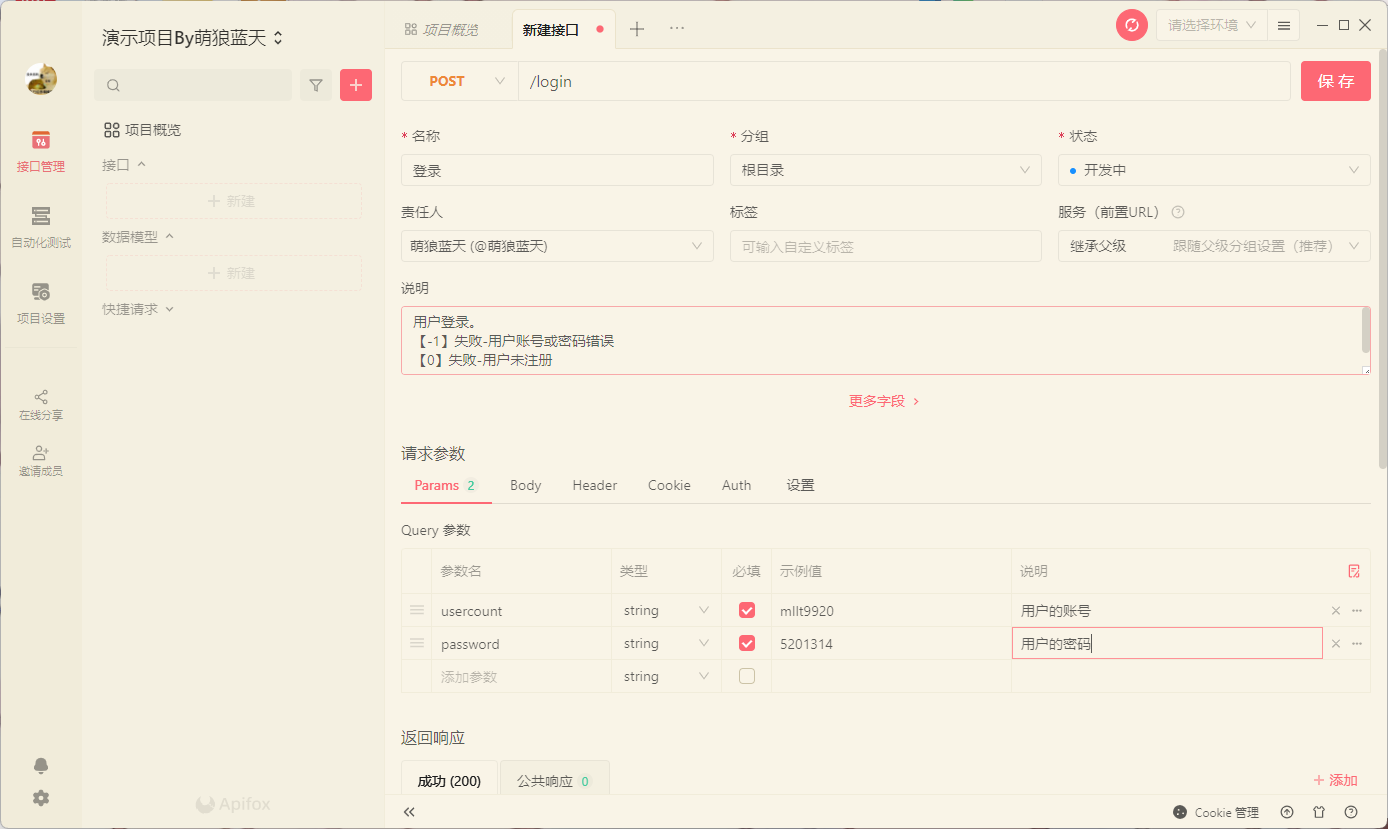 演示项目By萌狼蓝天
接口管理
自动化测试
项目设置
在线分享
邀请成员
项目概览
接口
新建
数据模型
新建
快捷请求
Apifox
项目概览
新建接口
请选择环境
POST
/login
保存
* 名称
* 分组
* 状态
登录
根目录
开发中
责任人
标签
服务（前置URL）
萌狼蓝天 (@萌狼蓝天)
可输入自定义标签
继承父级 跟随父级分组设置（推荐）
说明
用户登录。
【-1】失败-用户账号或密码错误
【0】失败-用户未注册
更多字段
请求参数
Params 2 Body Header Cookie Auth 设置
Query 参数
参数名 类型 必填 示例值 说明
usercount string mllt9920 用户的账号
password string 5201314 用户的密码
添加参数 string
返回响应
成功 (200) 公共响应 0
添加
Cookie 管理